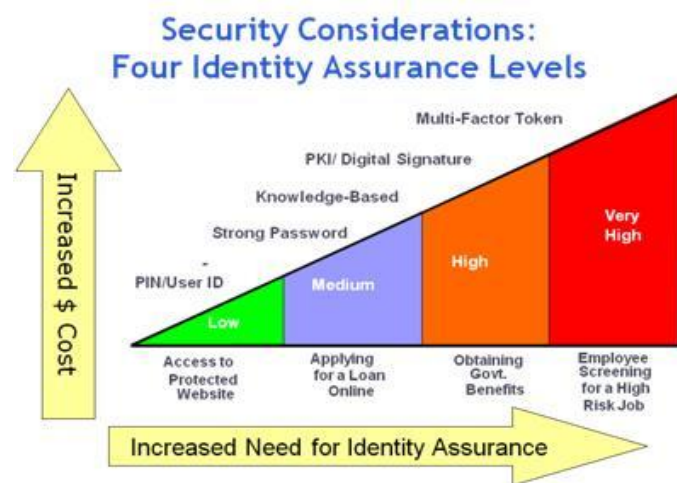 Security Considerations:
Four Identity Assurance Levels
Multi-Factor Token
PKI/ Digital Signature
Knowledge-Based
Strong Password
-
PIN/User ID
Increased $ Cost
Low
Medium
High
Very
High
Access to
Protected
Website
Applying
for a Loan
Online
Obtaining
Govt.
Benefits
Employee
Screening
for a High
Risk Job
Increased Need for Identity Assurance